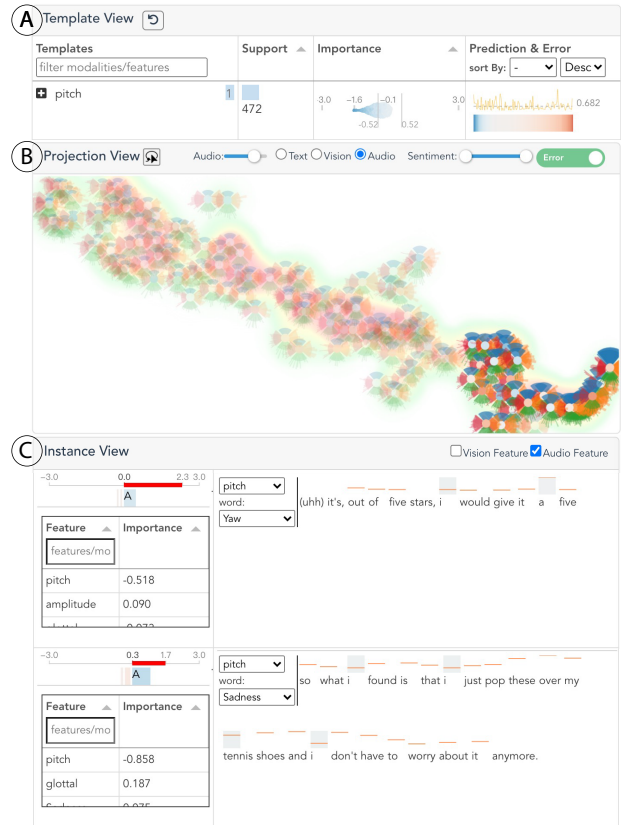 A Template View
Templates Support Importance Prediction & Error
filter modalities/features sort By: - Desc
pitch 1 472 3.0 -1.6 -0.1 3.0 -0.52 0.52 0.682
B Projection View Audio: Text Vision Audio Sentiment: Error
C Instance View Vision Feature Audio Feature
-3.0 0.0 2.3 3.0
A
pitch
word:
Yaw
(uhh) it's, out of five stars, i would give it a five
Feature Importance
features/mo
pitch -0.518
amplitude 0.090
-3.0 0.3 1.7 3.0
A
pitch
word:
Sadness
so what i found is that i just pop these over my
tennis shoes and i don't have to worry about it anymore.
Feature Importance
features/mo
pitch -0.858
glottal 0.187